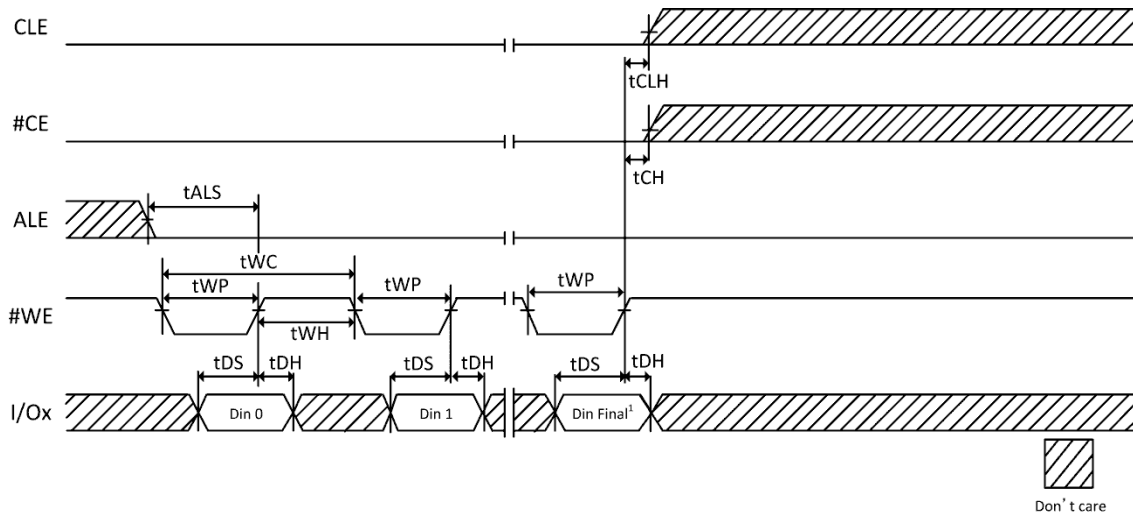 CLE
tCLH
#CE
tCH
tALS
ALE
tWC
tWP
tWP
tWP
#WE
tWH
tDS
tDH
tDS
tDH
tDS
tDH
I/Ox
Din 0
Din 1
Din Final¹
Don't care